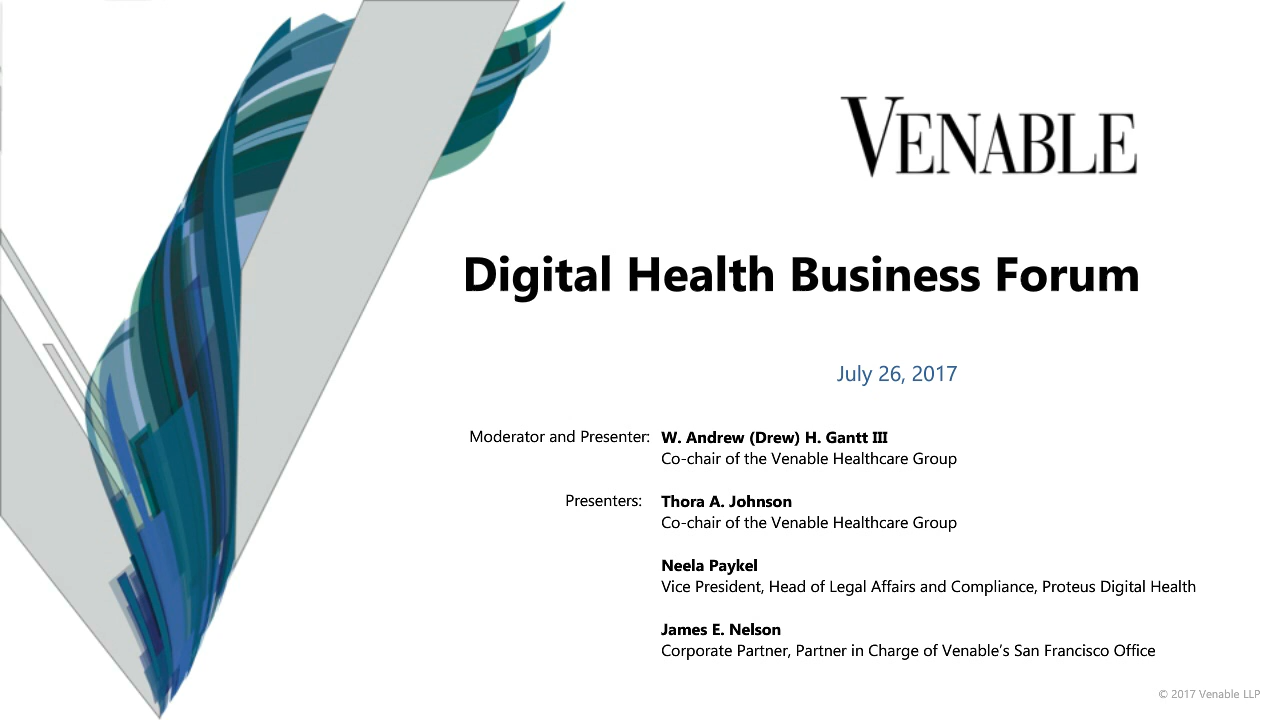 VENABLE
Digital Health Business Forum
July 26, 2017
Moderator and Presenter: W. Andrew (Drew) H. Gantt III
Co-chair of the Venable Healthcare Group
Presenters: Thora A. Johnson
Co-chair of the Venable Healthcare Group
Neela Paykel
Vice President, Head of Legal Affairs and Compliance, Proteus Digital Health
James E. Nelson
Corporate Partner, Partner in Charge of Venable’s San Francisco Office
© 2017 Venable LLP